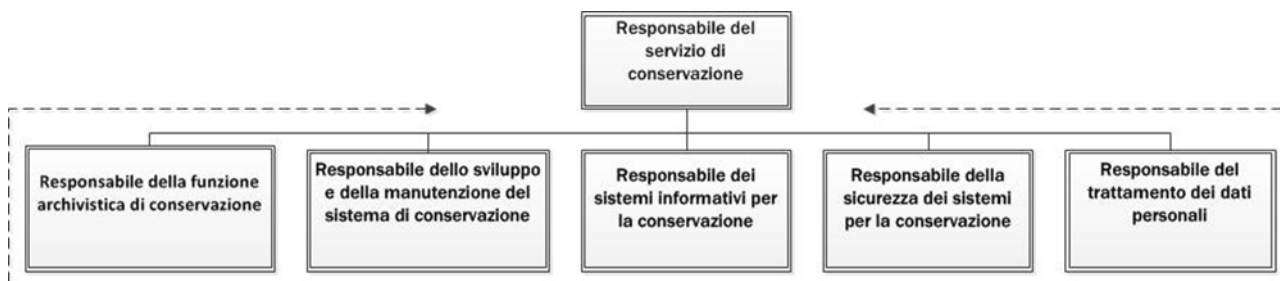 Responsabile del
servizio di
conservazione
Responsabile della funzione
archivistica di conservazione
Responsabile dello sviluppo
e della manutenzione del
sistema di conservazione
Responsabile dei
sistemi informativi per
la conservazione
Responsabile della
sicurezza dei sistemi
per la conservazione
Responsabile del
trattamento dei dati
personali